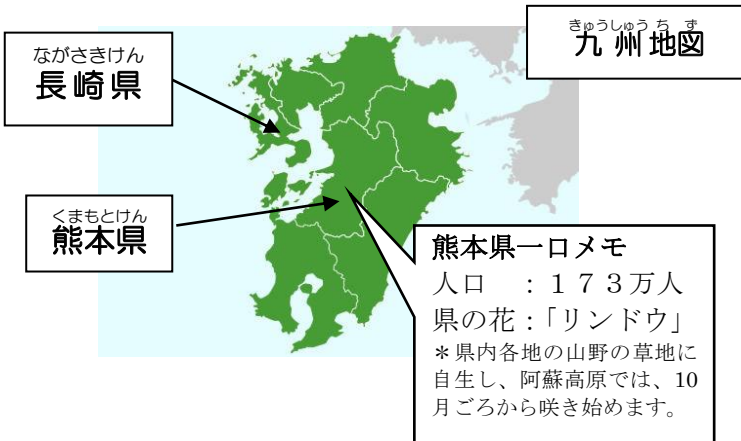 きゅうしゅうちず
九州地図
ながさきけん
長崎県
くまもとけん
熊本県
熊本県一口メモ
人口　：１７３万人
県の花：「リンドウ」
＊県内各地の山野の草地に
自生し、阿蘇高原では、10
月ごろから咲き始めます。